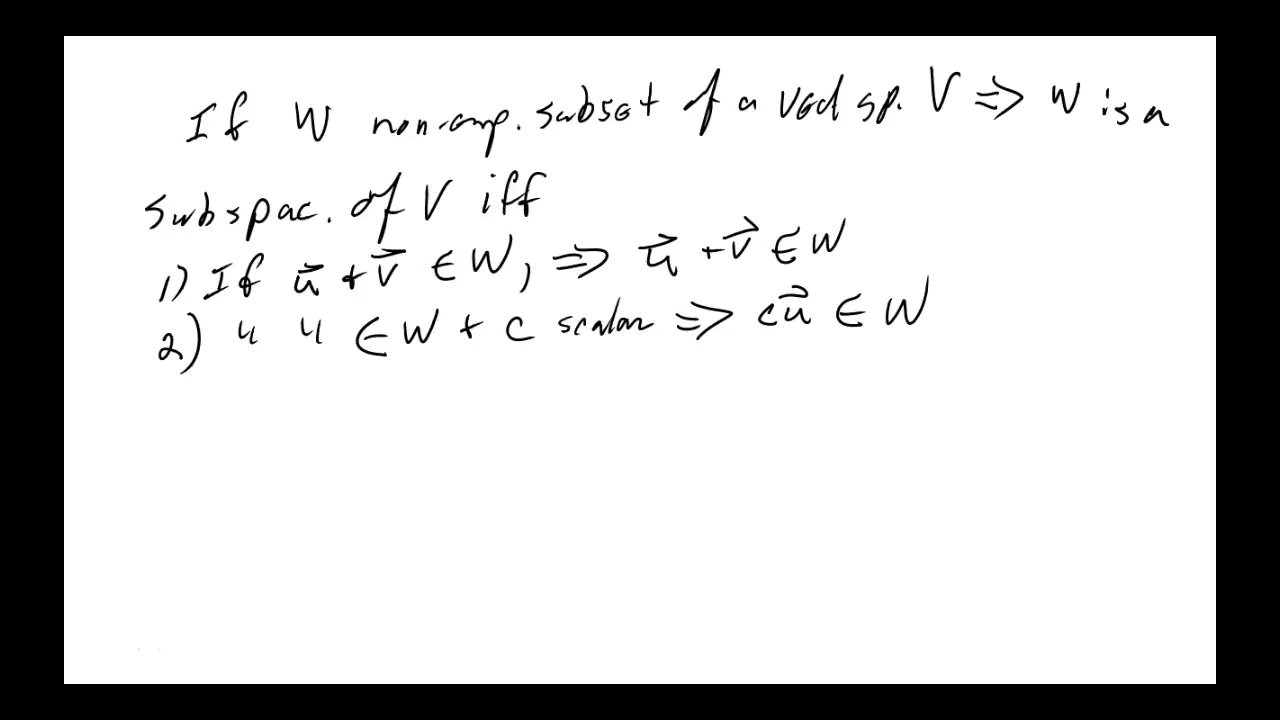 If W non-emp. subset of a vect sp. V ⇒ W is a
subspac. of V iff
1) If u⃗ + v⃗ ∈ W, ⇒ u⃗ + v⃗ ∈ W
2) " " ∈ W + c scalar ⇒ cu⃗ ∈ W